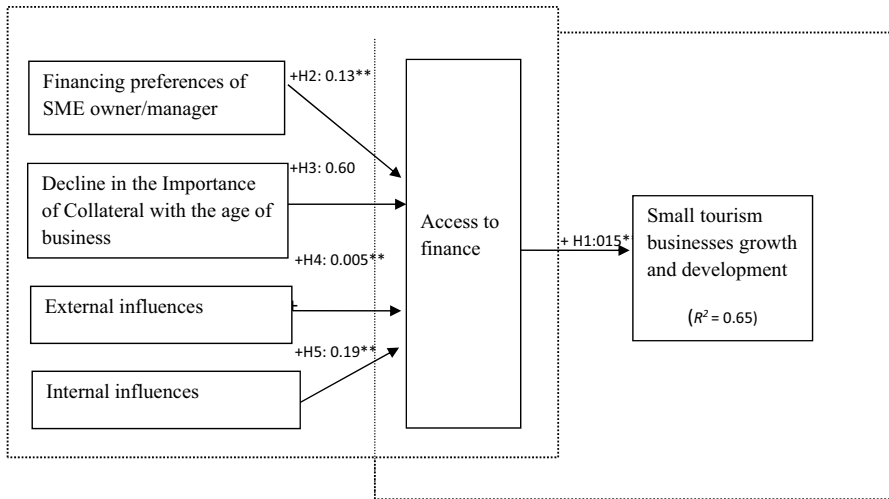 Financing preferences of
SME owner/manager
+H2: 0.13**
Decline in the Importance
of Collateral with the age of
business
+H3: 0.60
+H4: 0.005**
External influences
+
+H5: 0.19**
Internal influences
Access to
finance
+ H1:015**
Small tourism
businesses growth
and development
(R² = 0.65)